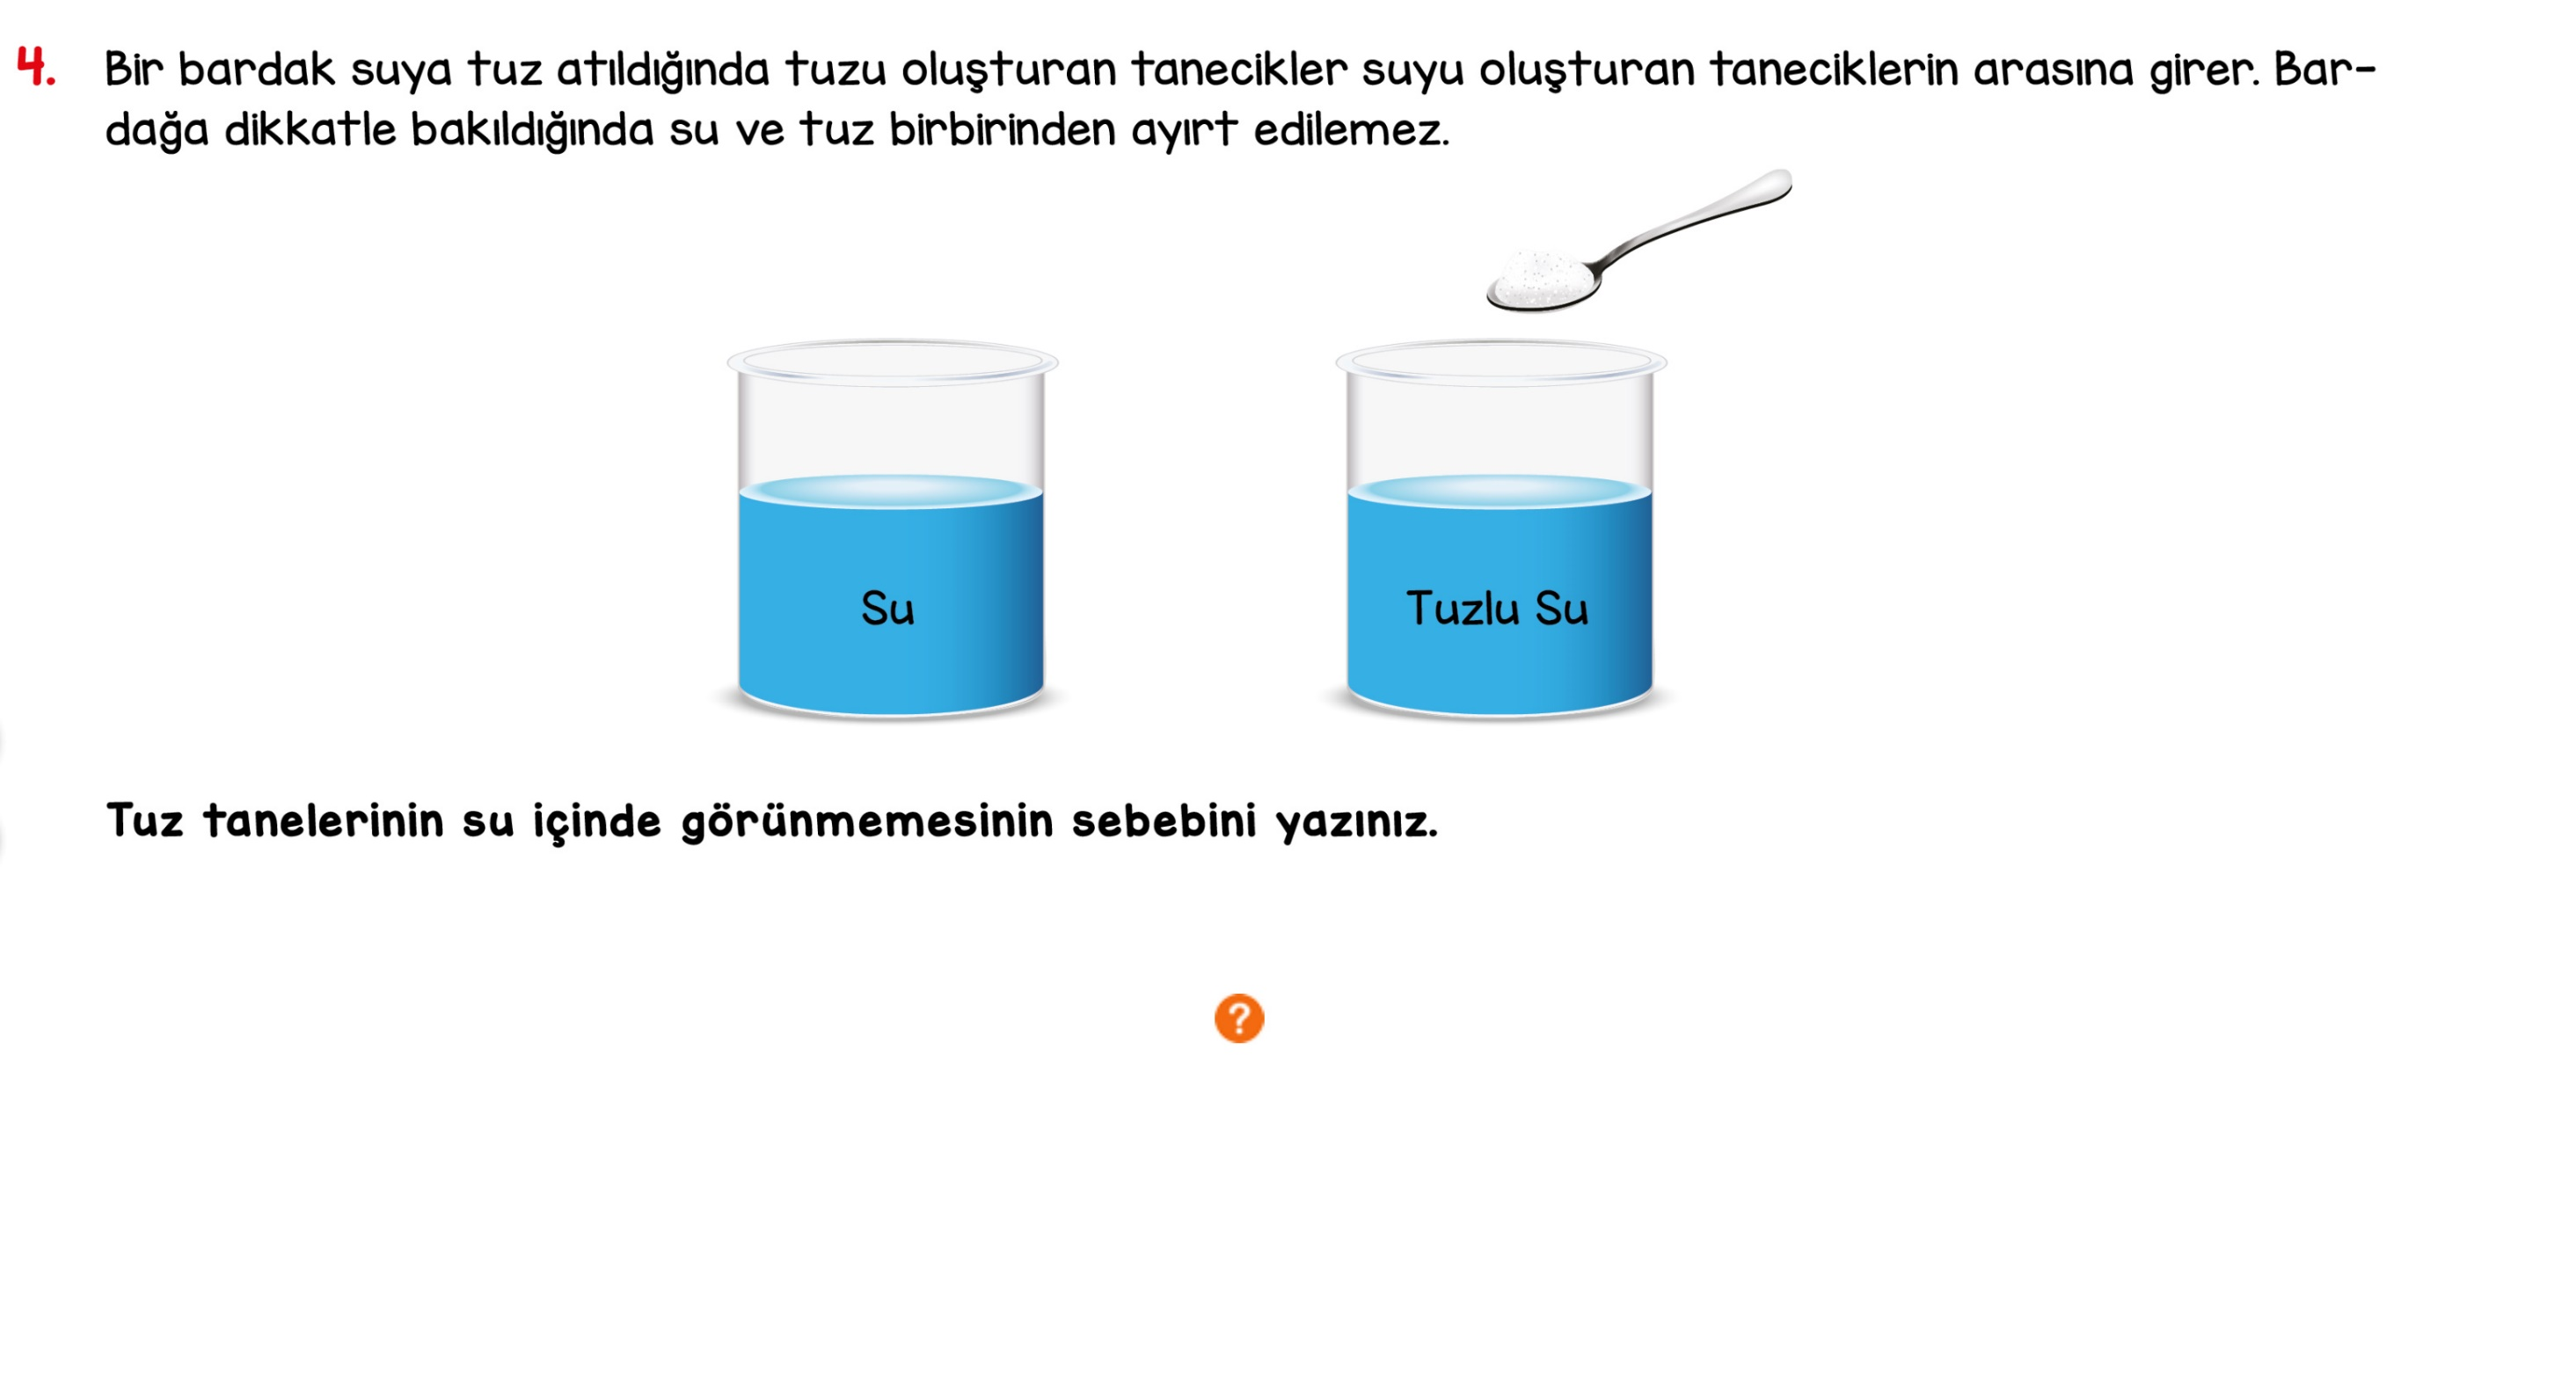 4. Bir bardak suya tuz atıldığında tuzu oluşturan tanecikler suyu oluşturan taneciklerin arasına girer. Bar-
dağa dikkatle bakıldığında su ve tuz birbirinden ayırt edilemez.
Su
Tuzlu Su
Tuz tanelerinin su içinde görünmemesinin sebebini yazınız.
?